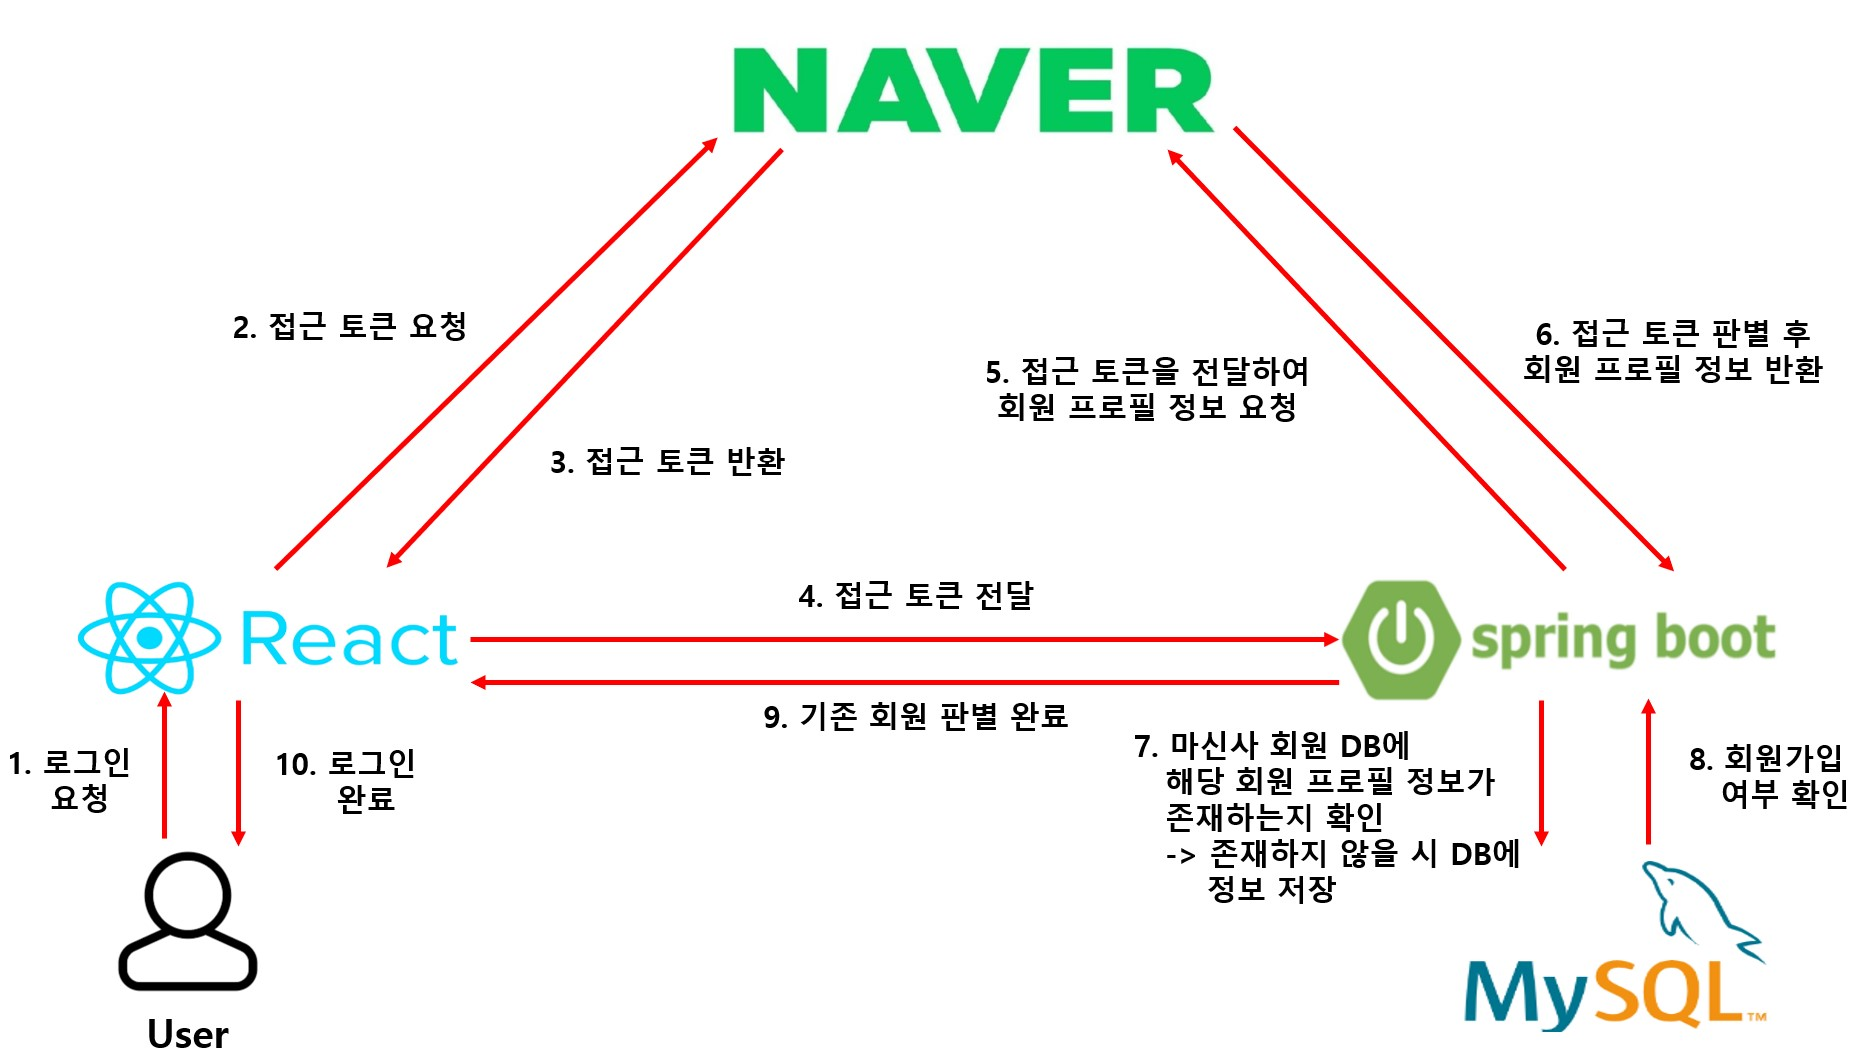 NAVER
2. 접근 토큰 요청
3. 접근 토큰 반환
5. 접근 토큰을 전달하여
회원 프로필 정보 요청
6. 접근 토큰 판별 후
회원 프로필 정보 반환
React
4. 접근 토큰 전달
spring boot
9. 기존 회원 판별 완료
1. 로그인
요청
10. 로그인
완료
7. 마신사 회원 DB에
해당 회원 프로필 정보가
존재하는지 확인
-> 존재하지 않을 시 DB에
정보 저장
8. 회원가입
여부 확인
User
MySQL™